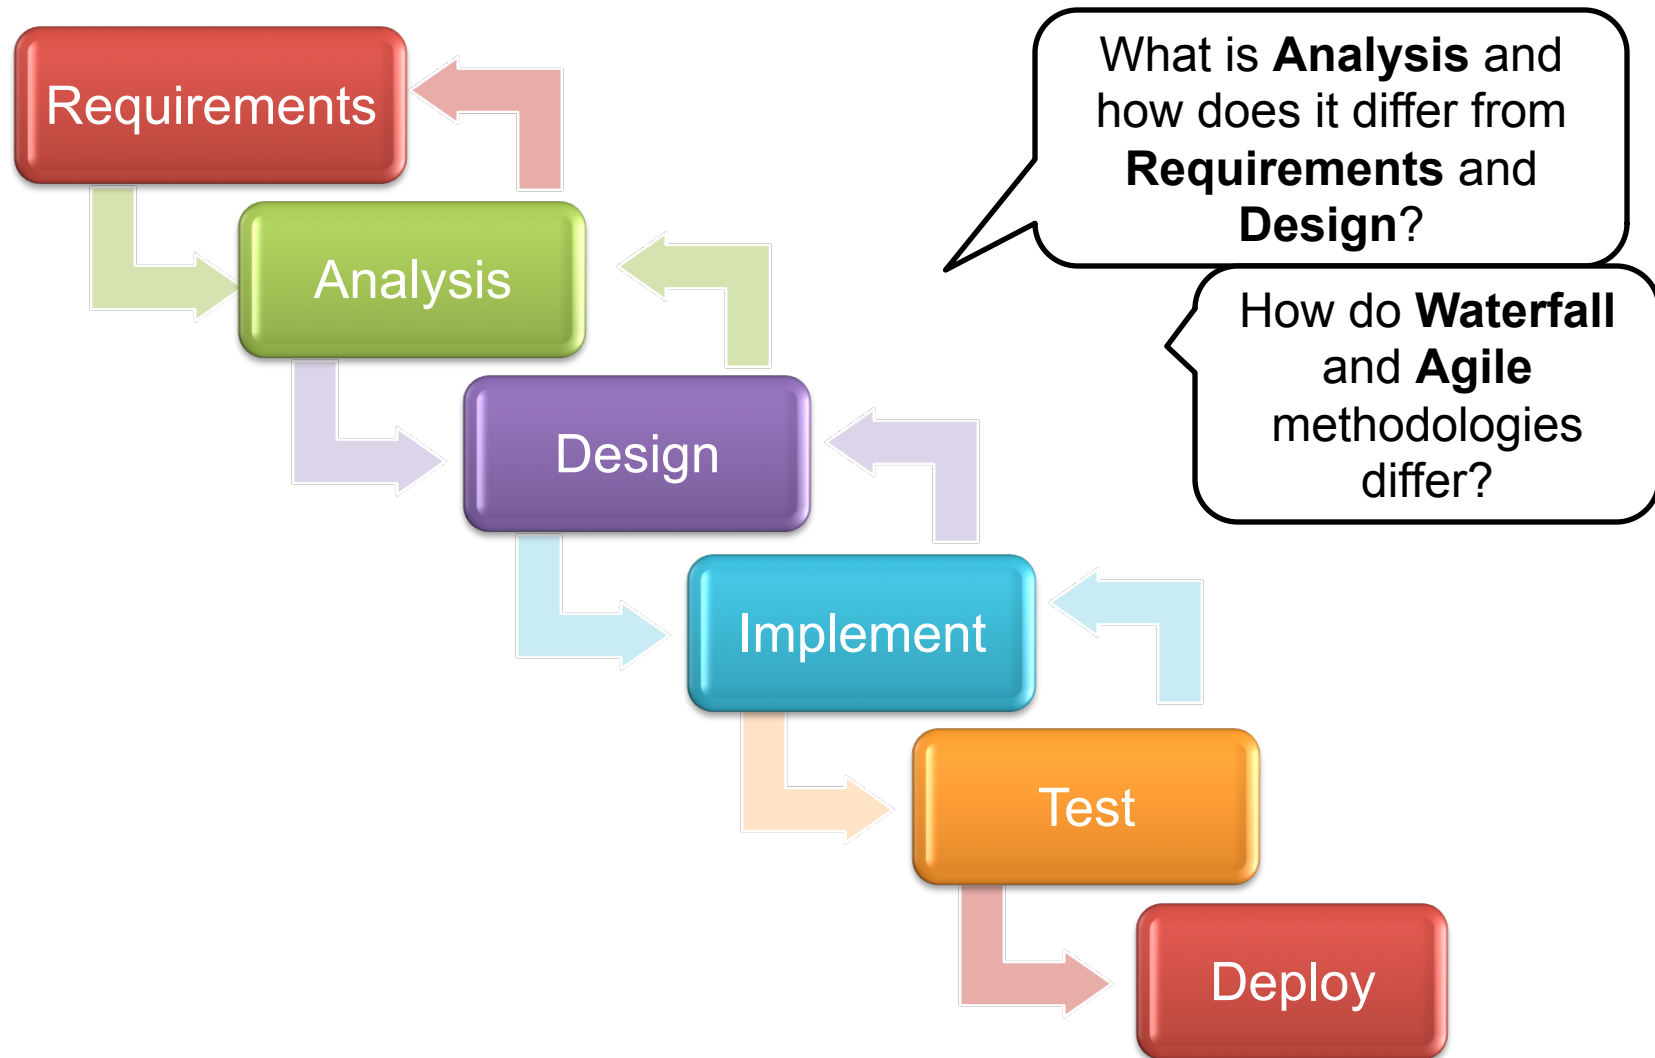 Requirements
Analysis
Design
Implement
Test
Deploy
What is Analysis and
how does it differ from
Requirements and
Design?
How do Waterfall
and Agile
methodologies
differ?